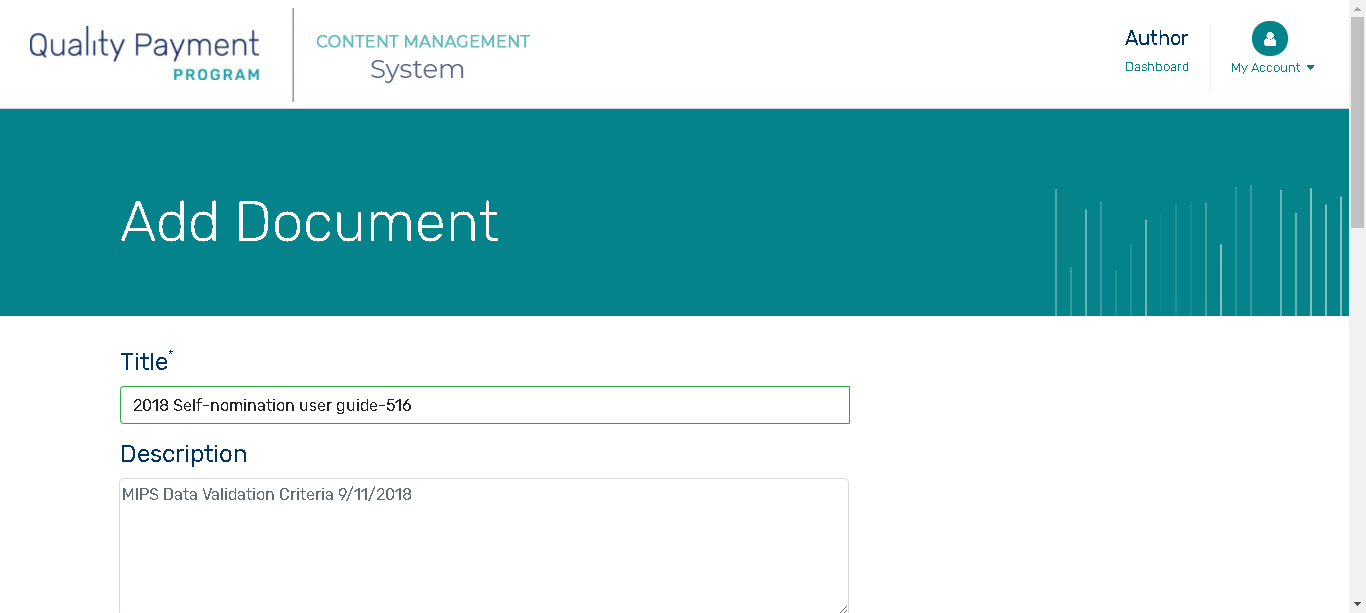 Quality Payment
PROGRAM
CONTENT MANAGEMENT
System
Author
Dashboard
My Account
Add Document
Title*
2018 Self-nomination user guide-516
Description
MIPS Data Validation Criteria 9/11/2018